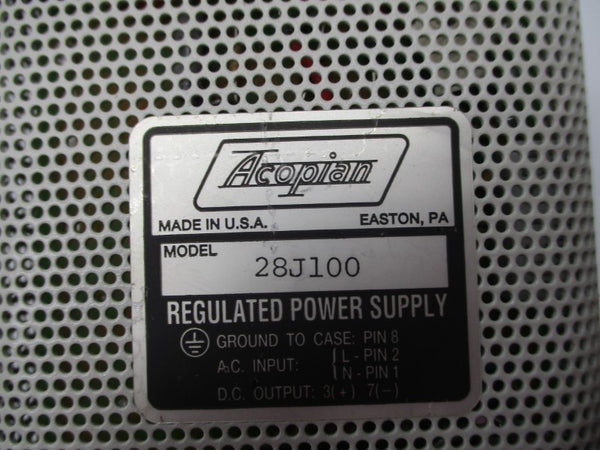 Acopian
MADE IN U.S.A. EASTON, PA
MODEL
28J100
REGULATED POWER SUPPLY
GROUND TO CASE: PIN 8
A.C. INPUT: L - PIN 2
N - PIN 1
D.C. OUTPUT: 3(+) 7(-)